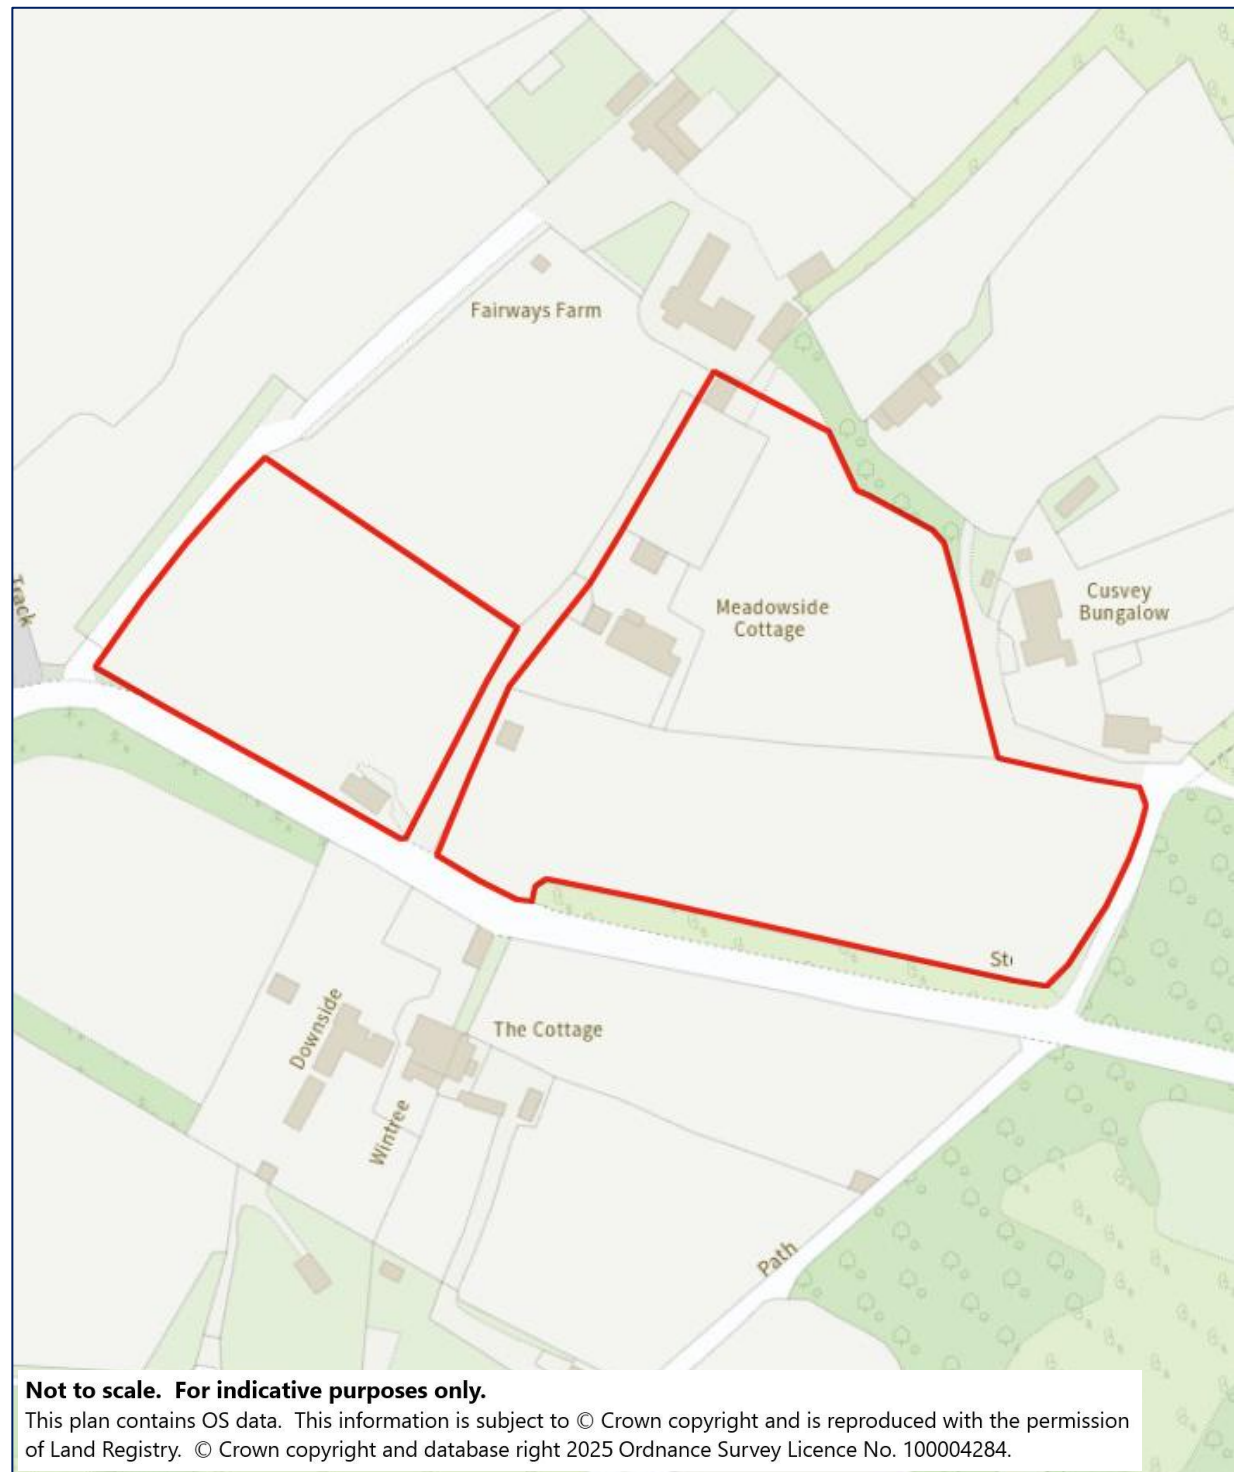 Fairways Farm
Track
Meadowside
Cottage
Cusvey
Bungalow
Downside
The Cottage
Wintree
Path
Not to scale. For indicative purposes only.
This plan contains OS data. This information is subject to © Crown copyright and is reproduced with the permission
of Land Registry. © Crown copyright and database right 2025 Ordnance Survey Licence No. 100004284.